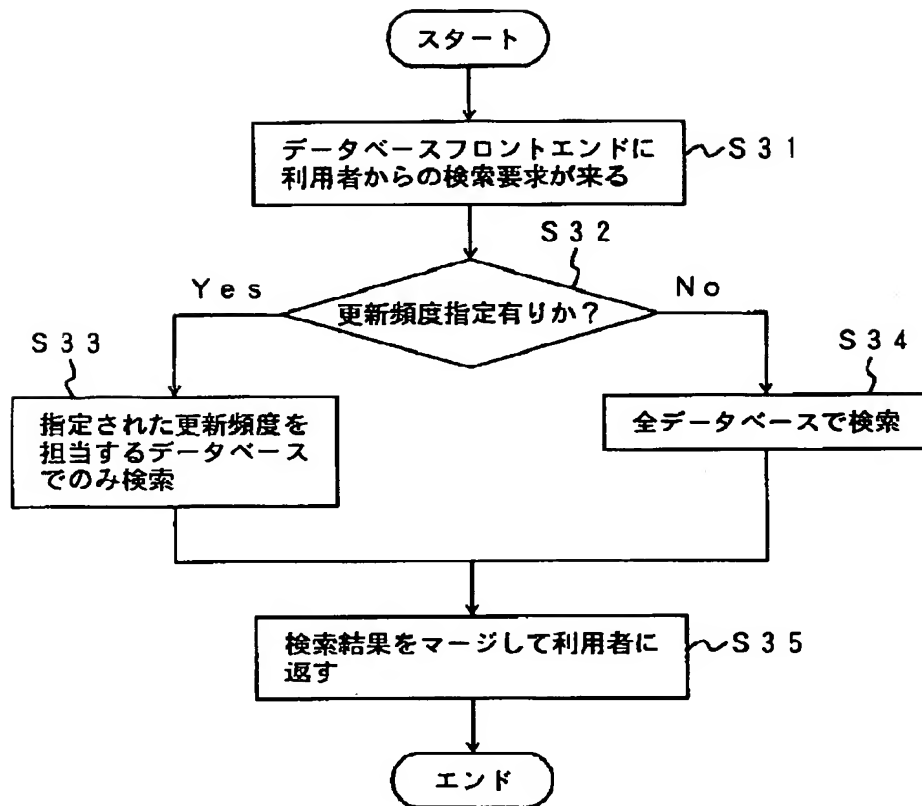 スタート
データベースフロントエンドに
利用者からの検索要求が来る
S31
S32
Yes
更新頻度指定有りか?
No
S33
S34
指定された更新頻度を
担当するデータベース
でのみ検索
全データベースで検索
検索結果をマージして利用者に
返す
S35
エンド